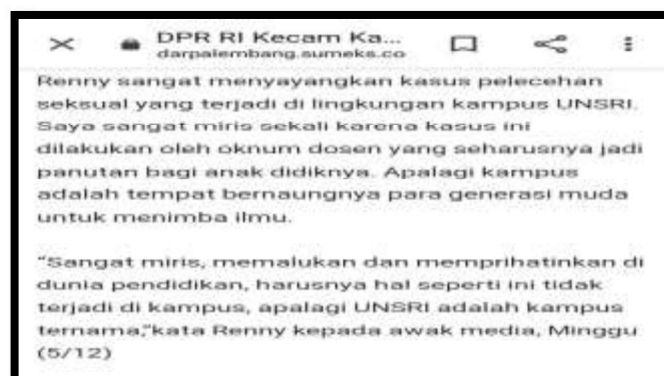 DPR RI Kecam Ka...
darpalembang.sumeks.co
Renny sangat menyayangkan kasus pelecehan
seksual yang terjadi di lingkungan kampus UNSRI.
Saya sangat miris sekali karena kasus ini
dilakukan oleh oknum dosen yang seharusnya jadi
panutan bagi anak didiknya. Apalagi kampus
adalah tempat bernaungnya para generasi muda
untuk menimba ilmu.
“Sangat miris, memalukan dan memprihatinkan di
dunia pendidikan, harusnya hal seperti ini tidak
terjadi di kampus, apalagi UNSRI adalah kampus
ternama,”kata Renny kepada awak media, Minggu
(5/12)